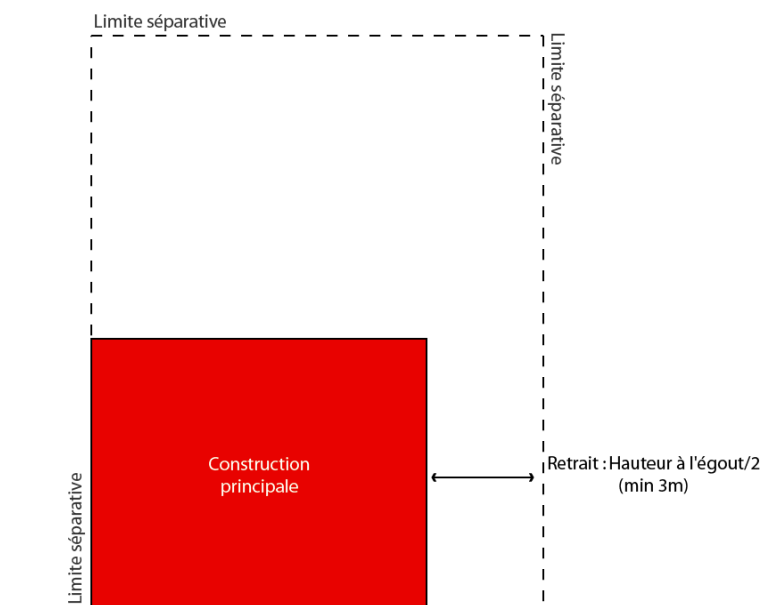 Limite séparative
Limite séparative
Construction
principale
Retrait : Hauteur à l'égout/2
(min 3m)
Limite séparative